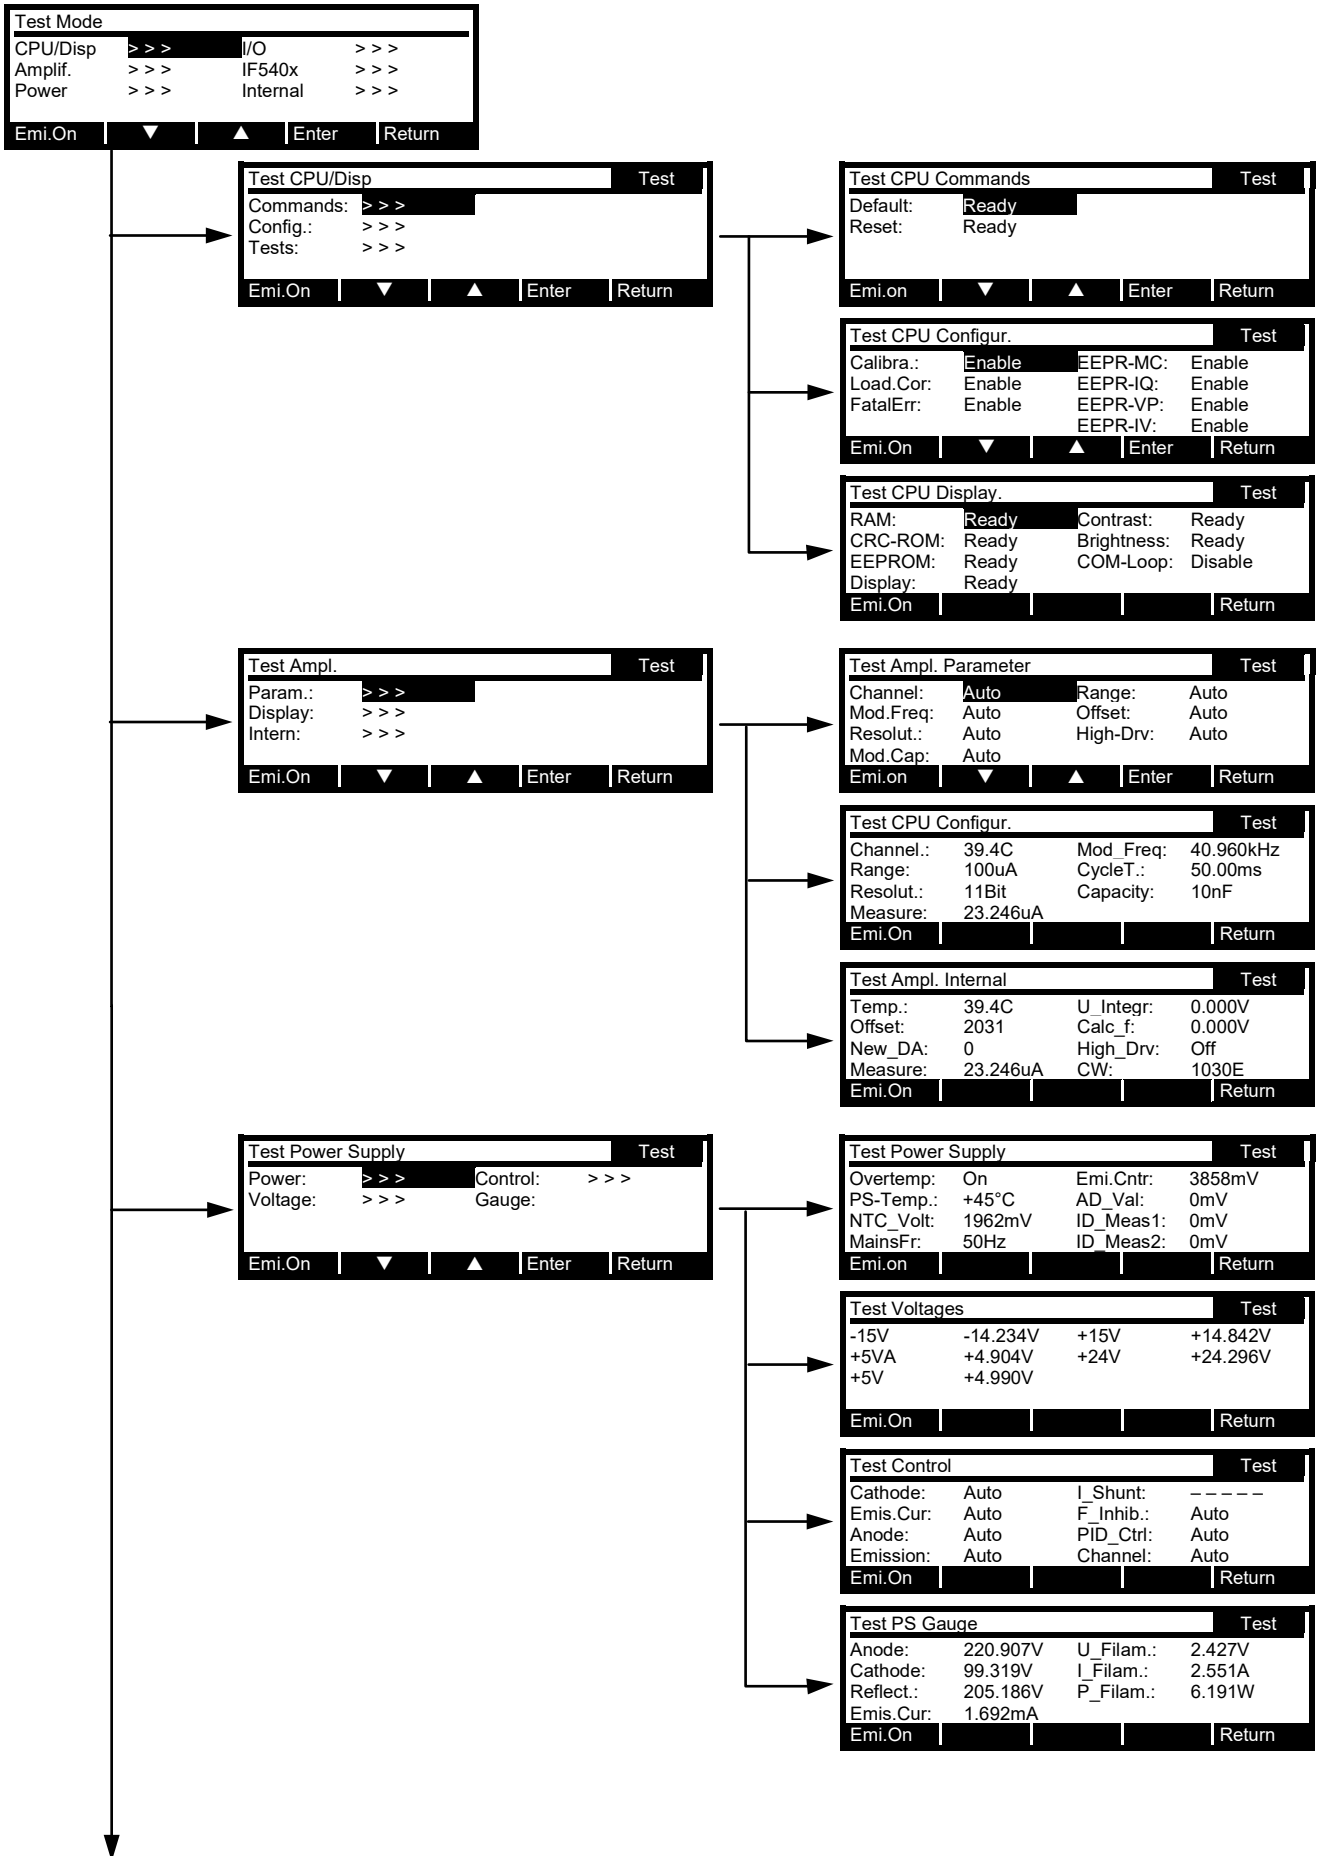 Test Mode
CPU/Disp > > > I/O > > >
Amplif. > > > IF540x > > >
Power > > > Internal > > >
Emi.On ▼ ▲ Enter Return
Test CPU/Disp Test
Commands: > > >
Config.: > > >
Tests: > > >
Emi.On ▼ ▲ Enter Return
Test CPU Commands Test
Default: Ready
Reset: Ready
Emi.on ▼ ▲ Enter Return
Test CPU Configur. Test
Calibra.: Enable EEPR-MC: Enable
Load.Cor: Enable EEPR-IQ: Enable
FatalErr: Enable EEPR-VP: Enable
EEPR-IV: Enable
Emi.On ▼ ▲ Enter Return
Test CPU Display. Test
RAM: Ready Contrast: Ready
CRC-ROM: Ready Brightness: Ready
EEPROM: Ready COM-Loop: Disable
Display: Ready
Emi.On Return
Test Ampl. Test
Param.: > > >
Display: > > >
Intern: > > >
Emi.On ▼ ▲ Enter Return
Test Ampl. Parameter Test
Channel: Auto Range: Auto
Mod.Freq: Auto Offset: Auto
Resolut.: Auto High-Drv: Auto
Mod.Cap: Auto
Emi.on ▼ ▲ Enter Return
Test CPU Configur. Test
Channel.: 39.4C Mod_Freq: 40.960kHz
Range: 100uA CycleT.: 50.00ms
Resolut.: 11Bit Capacity: 10nF
Measure: 23.246uA
Emi.On Return
Test Ampl. Internal Test
Temp.: 39.4C U_Integr: 0.000V
Offset: 2031 Calc_f: 0.000V
New_DA: 0 High_Drv: Off
Measure: 23.246uA CW: 1030E
Emi.On Return
Test Power Supply Test
Power: > > > Control: > > >
Voltage: > > > Gauge:
Emi.On ▼ ▲ Enter Return
Test Power Supply Test
Overtemp: On Emi.Cntr: 3858mV
PS-Temp.: +45°C AD_Val: 0mV
NTC_Volt: 1962mV ID_Meas1: 0mV
MainsFr: 50Hz ID_Meas2: 0mV
Emi.on Return
Test Voltages Test
-15V -14.234V +15V +14.842V
+5VA +4.904V +24V +24.296V
+5V +4.990V
Emi.On Return
Test Control Test
Cathode: Auto I_Shunt: – – – – –
Emis.Cur: Auto F_Inhib.: Auto
Anode: Auto PID_Ctrl: Auto
Emission: Auto Channel: Auto
Emi.On Return
Test PS Gauge Test
Anode: 220.907V U_Filam.: 2.427V
Cathode: 99.319V I_Filam.: 2.551A
Reflect.: 205.186V P_Filam.: 6.191W
Emis.Cur: 1.692mA
Emi.On Return